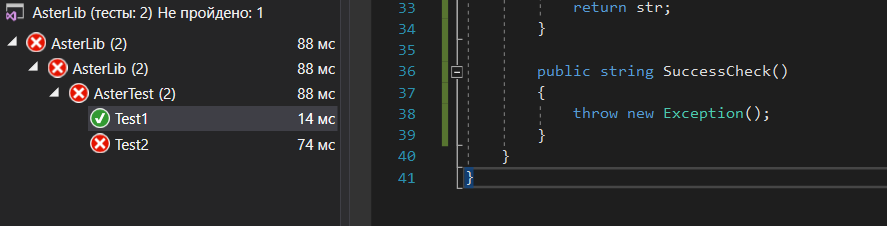 AsterLib (тесты: 2) Не пройдено: 1
AsterLib (2) 88 мс
AsterLib (2) 88 мс
AsterTest (2) 88 мс
Test1 14 мс
Test2 74 мс
33 return str;
34 }
35
36 public string SuccessCheck()
37 {
38 throw new Exception();
39 }
40 }
41 }